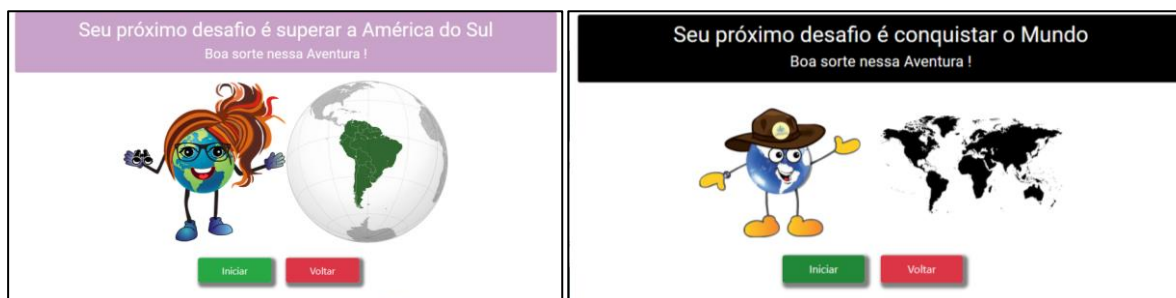 Seu próximo desafio é superar a América do Sul
Boa sorte nessa Aventura !
Iniciar
Voltar
Seu próximo desafio é conquistar o Mundo
Boa sorte nessa Aventura !
Iniciar
Voltar